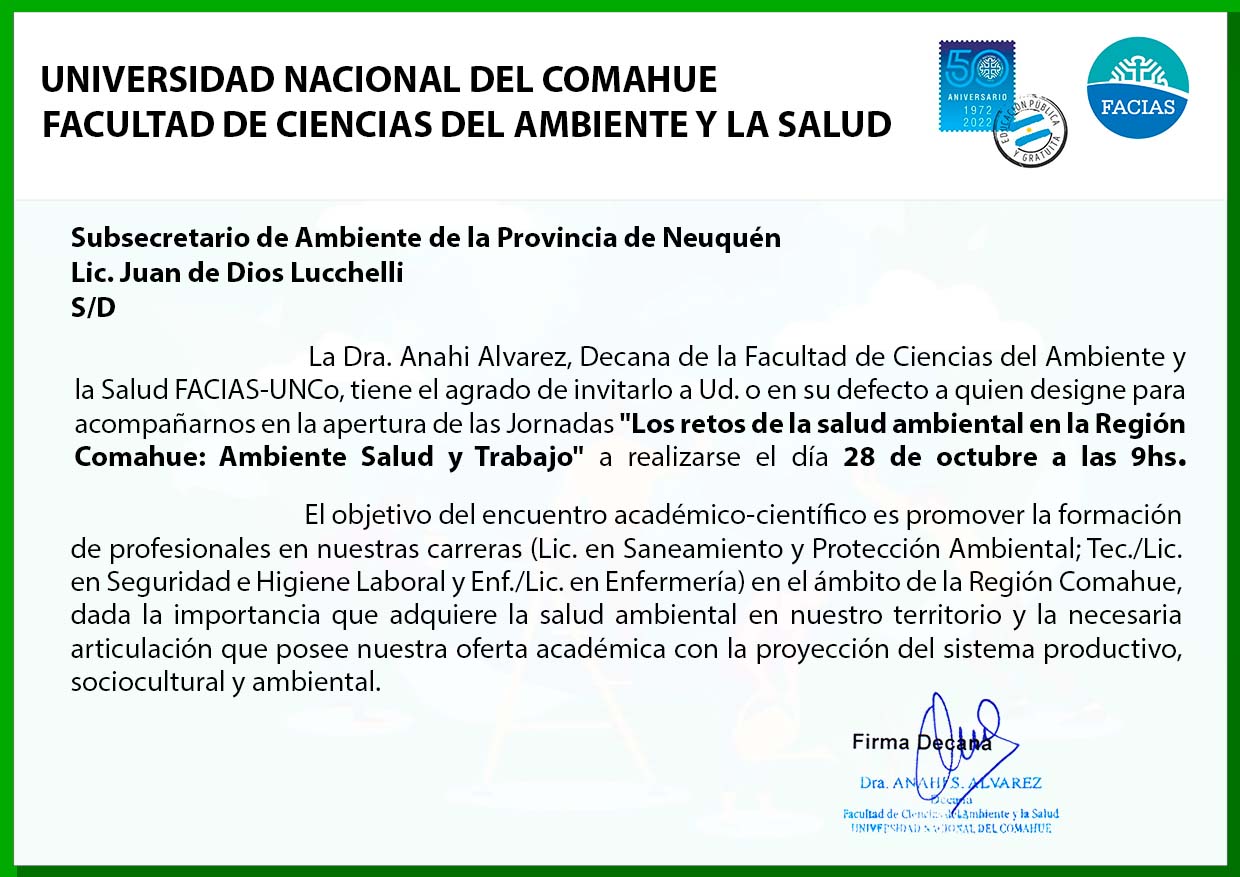 UNIVERSIDAD NACIONAL DEL COMAHUE
FACULTAD DE CIENCIAS DEL AMBIENTE Y LA SALUD
50
ANIVERSARIO
1972
2022
EDUCACIÓN PÚBLICA
Y GRATUITA
FACIAS
Subsecretario de Ambiente de la Provincia de Neuquén
Lic. Juan de Dios Lucchelli
S/D
La Dra. Anahi Alvarez, Decana de la Facultad de Ciencias del Ambiente y
la Salud FACIAS-UNCo, tiene el agrado de invitarlo a Ud. o en su defecto a quien designe para
acompañarnos en la apertura de las Jornadas "Los retos de la salud ambiental en la Región
Comahue: Ambiente Salud y Trabajo" a realizarse el día 28 de octubre a las 9hs.
El objetivo del encuentro académico-científico es promover la formación
de profesionales en nuestras carreras (Lic. en Saneamiento y Protección Ambiental; Tec./Lic.
en Seguridad e Higiene Laboral y Enf./Lic. en Enfermería) en el ámbito de la Región Comahue,
dada la importancia que adquiere la salud ambiental en nuestro territorio y la necesaria
articulación que posee nuestra oferta académica con la proyección del sistema productivo,
sociocultural y ambiental.
Firma Decana
Dra. ANAHI S. ALVAREZ
Decana
Facultad de Ciencias del Ambiente y la Salud
UNIVERSIDAD NACIONAL DEL COMAHUE